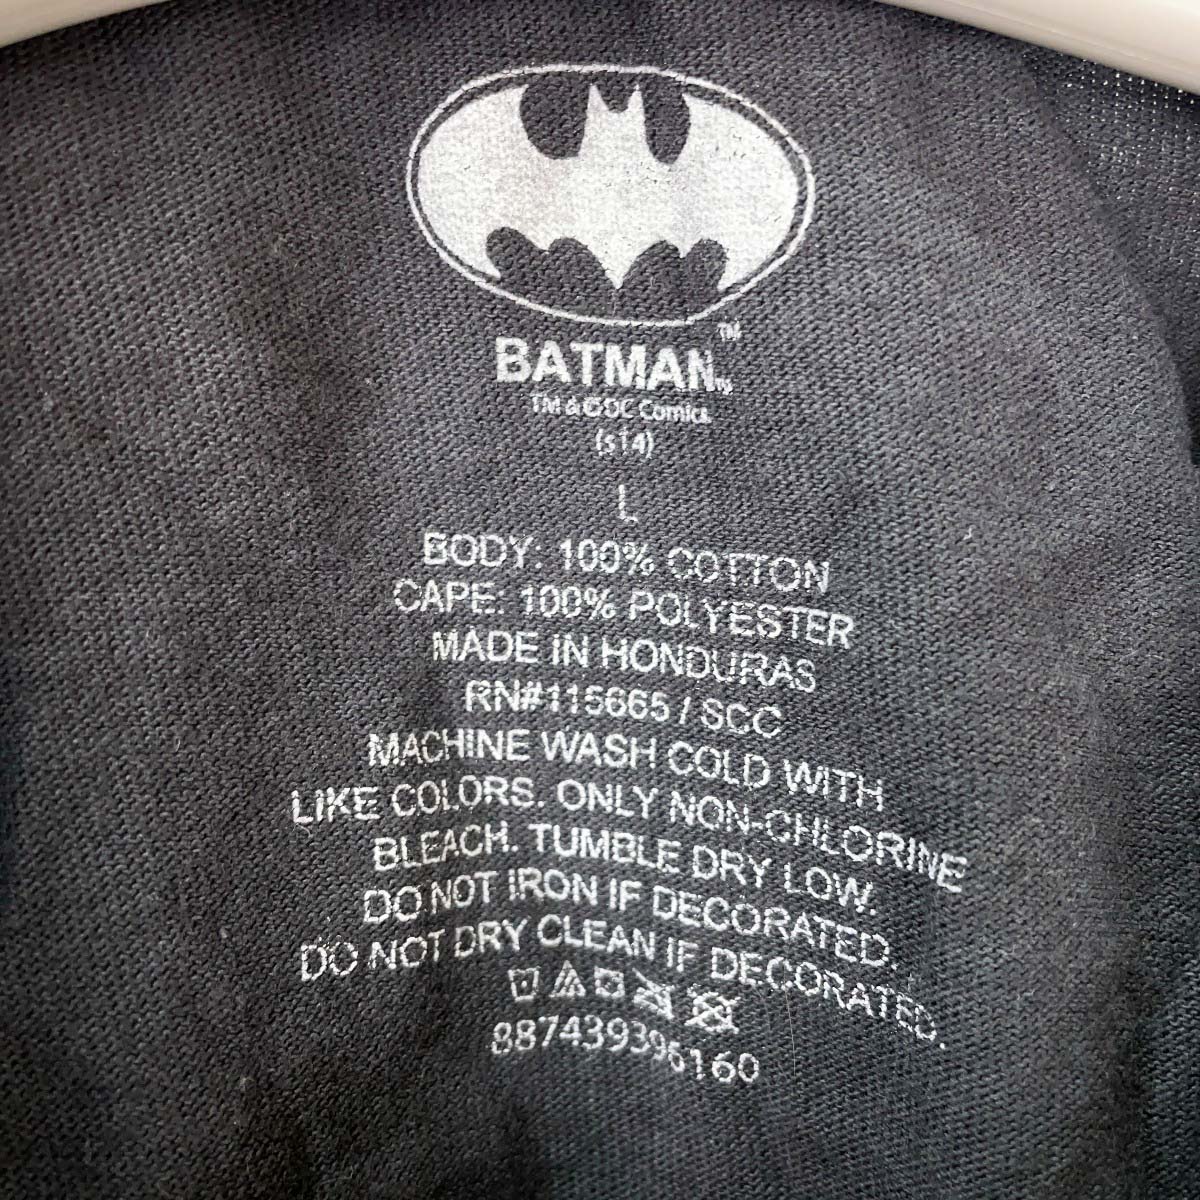 TM
BATMAN™
TM & © DC Comics.
(s14)
L
BODY: 100% COTTON
CAPE: 100% POLYESTER
MADE IN HONDURAS
RN#115665 / SCC
MACHINE WASH COLD WITH
LIKE COLORS. ONLY NON-CHLORINE
BLEACH. TUMBLE DRY LOW.
DO NOT IRON IF DECORATED.
DO NOT DRY CLEAN IF DECORATED.
887439396160